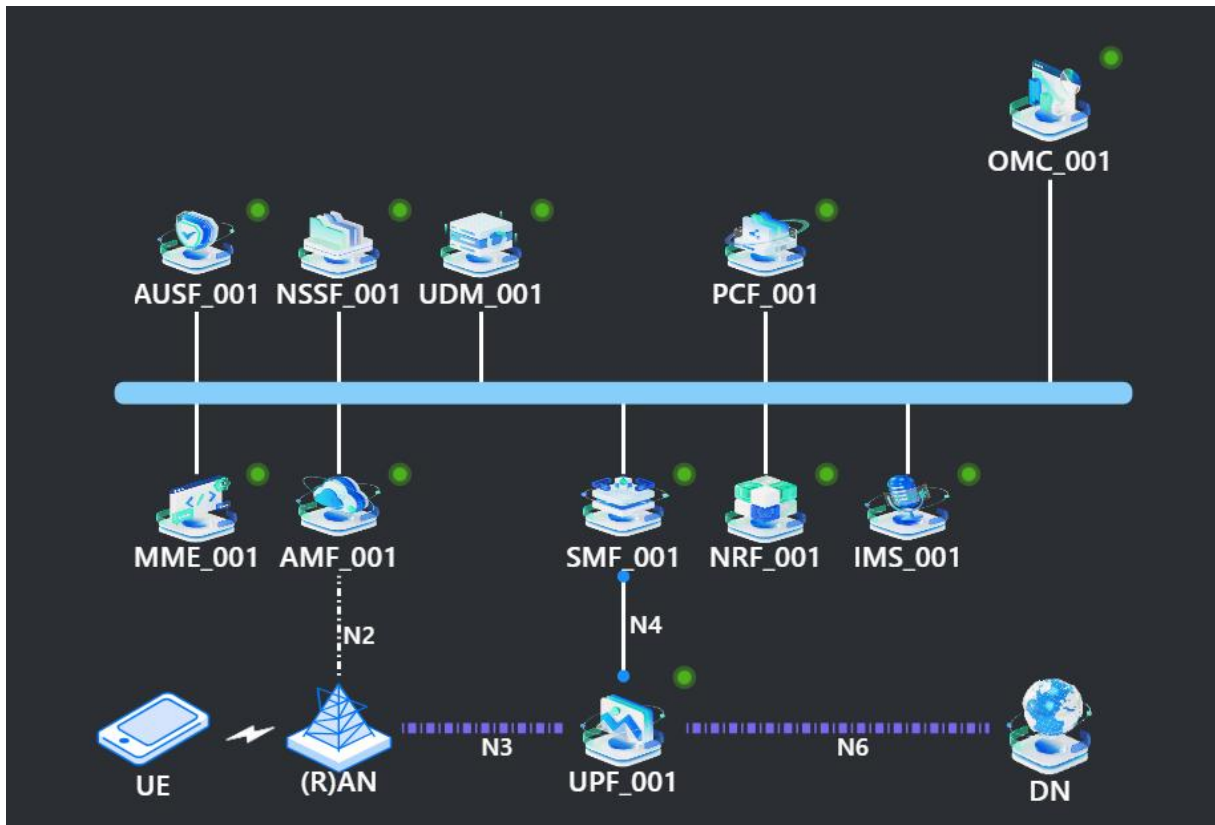 OMC_001
AUSF_001
NSSF_001
UDM_001
PCF_001
MME_001
AMF_001
SMF_001
NRF_001
IMS_001
N2
N4
N3
N6
UE
(R)AN
UPF_001
DN